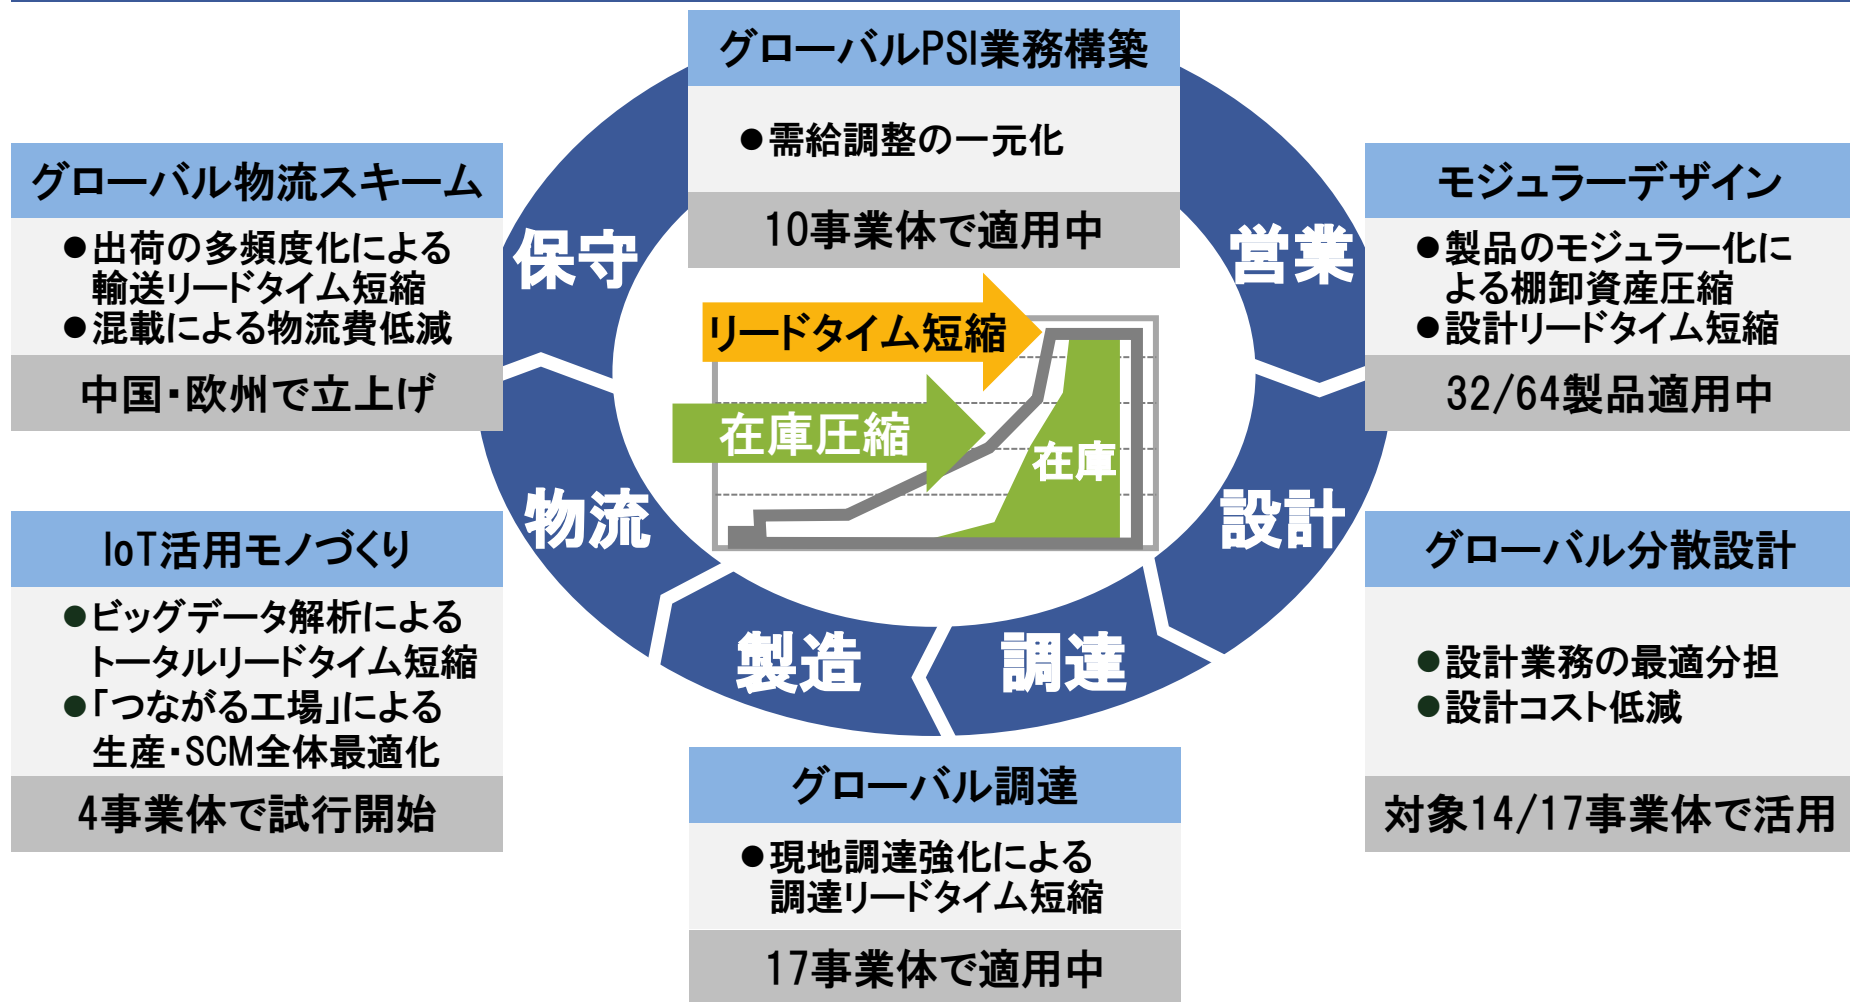 グローバルPSI業務構築
●需給調整の一元化
10事業体で適用中
グローバル物流スキーム
●出荷の多頻度化による
輸送リードタイム短縮
●混載による物流費低減
中国・欧州で立上げ
モジュラーデザイン
●製品のモジュラー化に
よる棚卸資産圧縮
●設計リードタイム短縮
32/64製品適用中
保守
営業
リードタイム短縮
在庫圧縮
在庫
物流
設計
製造
調達
IoT活用モノづくり
●ビッグデータ解析による
トータルリードタイム短縮
●「つながる工場」による
生産・SCM全体最適化
4事業体で試行開始
グローバル分散設計
●設計業務の最適分担
●設計コスト低減
対象14/17事業体で活用
グローバル調達
●現地調達強化による
調達リードタイム短縮
17事業体で適用中